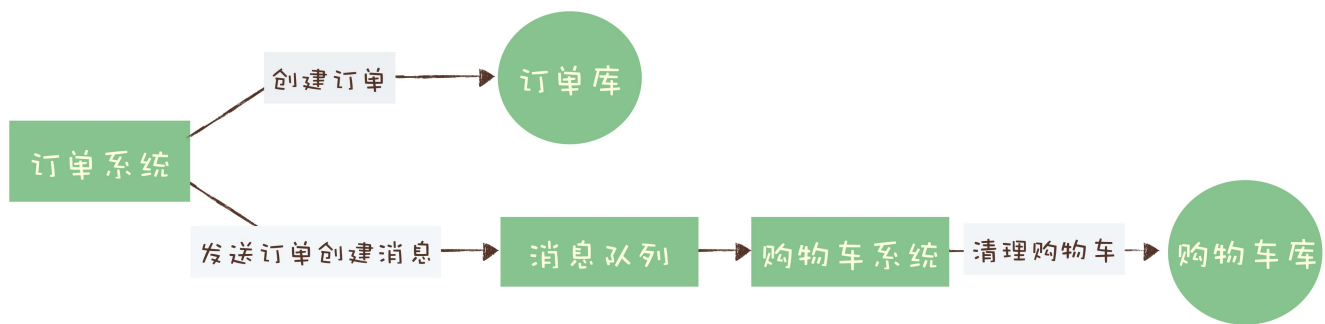 创建订单
订单库
订单系统
发送订单创建消息
消息队列
购物车系统
清理购物车
购物车库